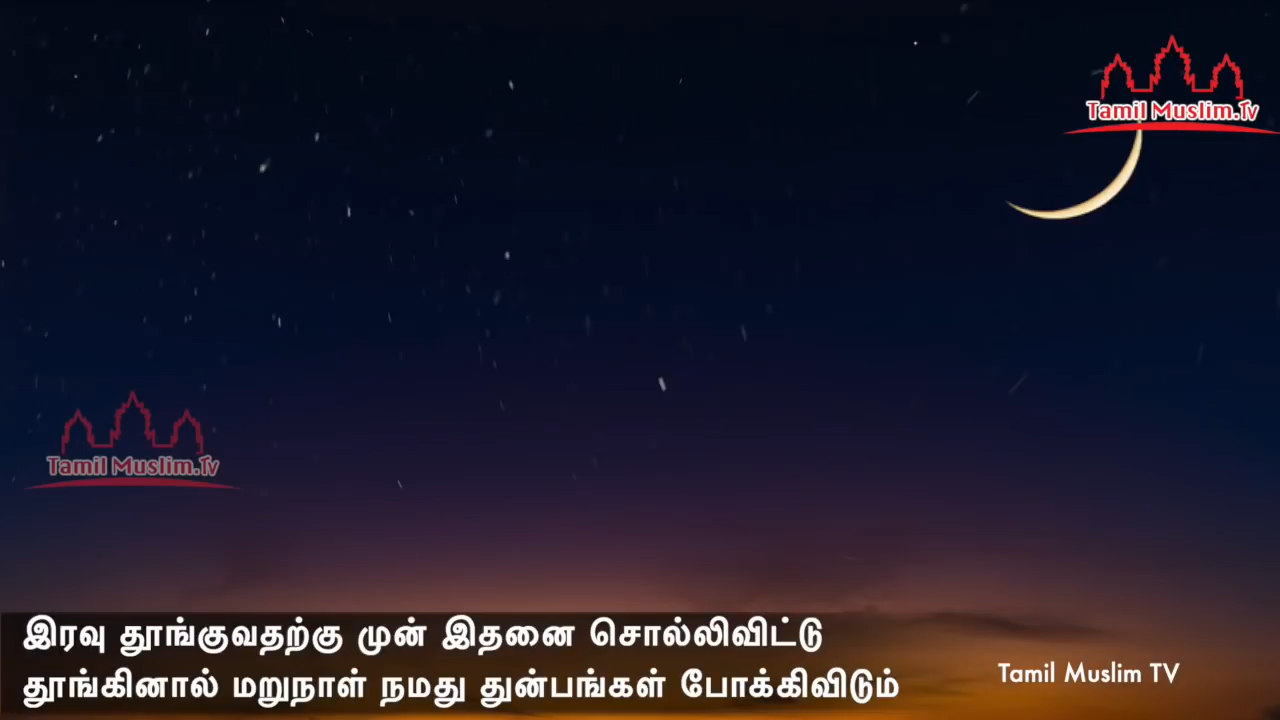 Tamil Muslim.Tv
Tamil Muslim.Tv
இரவு தூங்குவதற்கு முன் இதனை சொல்லிவிட்டு
தூங்கினால் மறுநாள் நமது துன்பங்கள் போக்கிவிடும்
Tamil Muslim TV